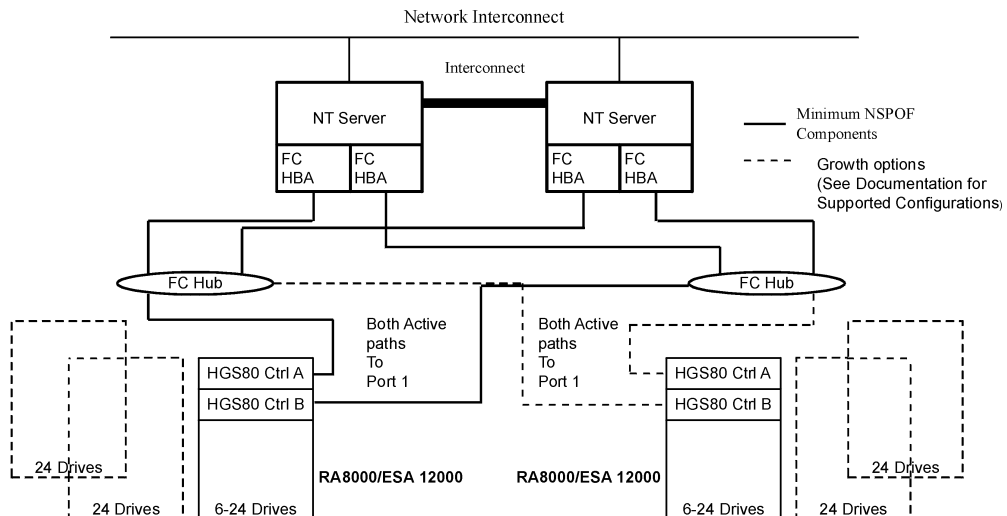 Network Interconnect
Interconnect
NT Server
NT Server
FC
HBA
FC
HBA
FC
HBA
FC
HBA
Minimum NSPOF
Components
Growth options
(See Documentation for
Supported Configurations)
FC Hub
FC Hub
Both Active
paths
To
Port 1
Both Active
paths
To
Port 1
HGS80 Ctrl A
HGS80 Ctrl B
HGS80 Ctrl A
HGS80 Ctrl B
24 Drives
RA8000/ESA 12000
RA8000/ESA 12000
24 Drives
24 Drives
6-24 Drives
6-24 Drives
24 Drives